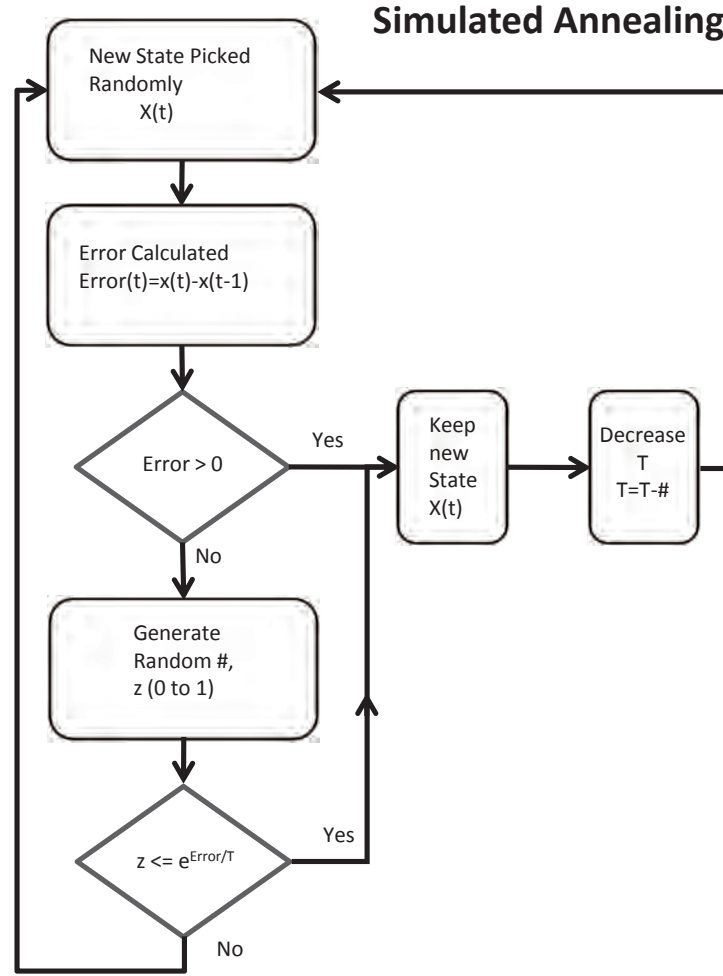 Simulated Annealing
New State Picked
Randomly
X(t)
Error Calculated
Error(t)=x(t)-x(t-1)
Error > 0
Yes
Keep
new
State
X(t)
Decrease
T
T=T-#
No
Generate
Random #,
z (0 to 1)
z <= e^Error/T
Yes
No